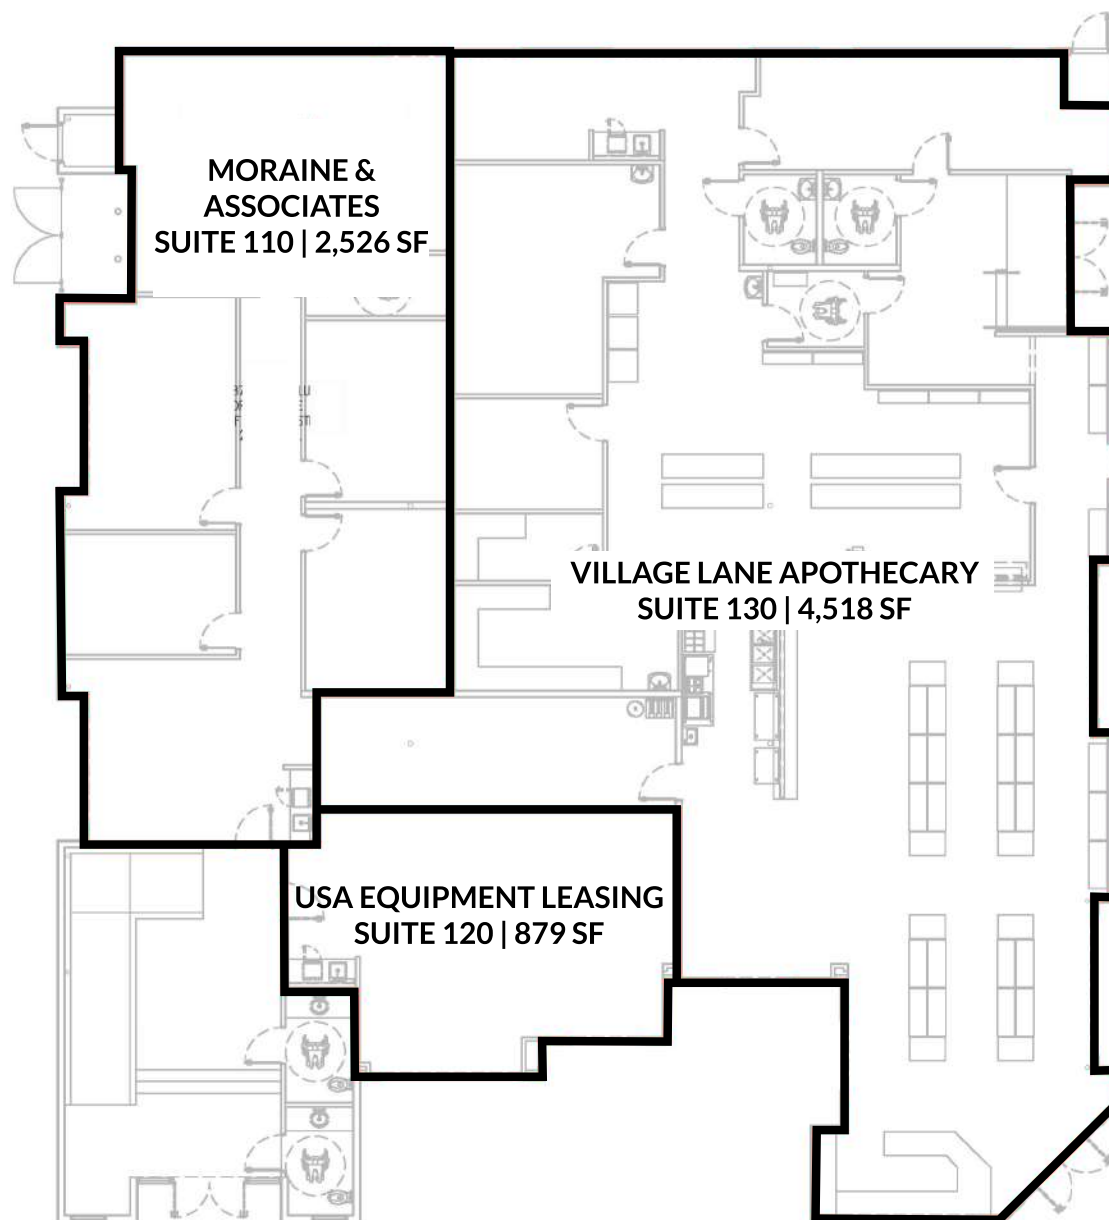 MORAINE &
ASSOCIATES
SUITE 110 | 2,526 SF
VILLAGE LANE APOTHECARY
SUITE 130 | 4,518 SF
USA EQUIPMENT LEASING
SUITE 120 | 879 SF